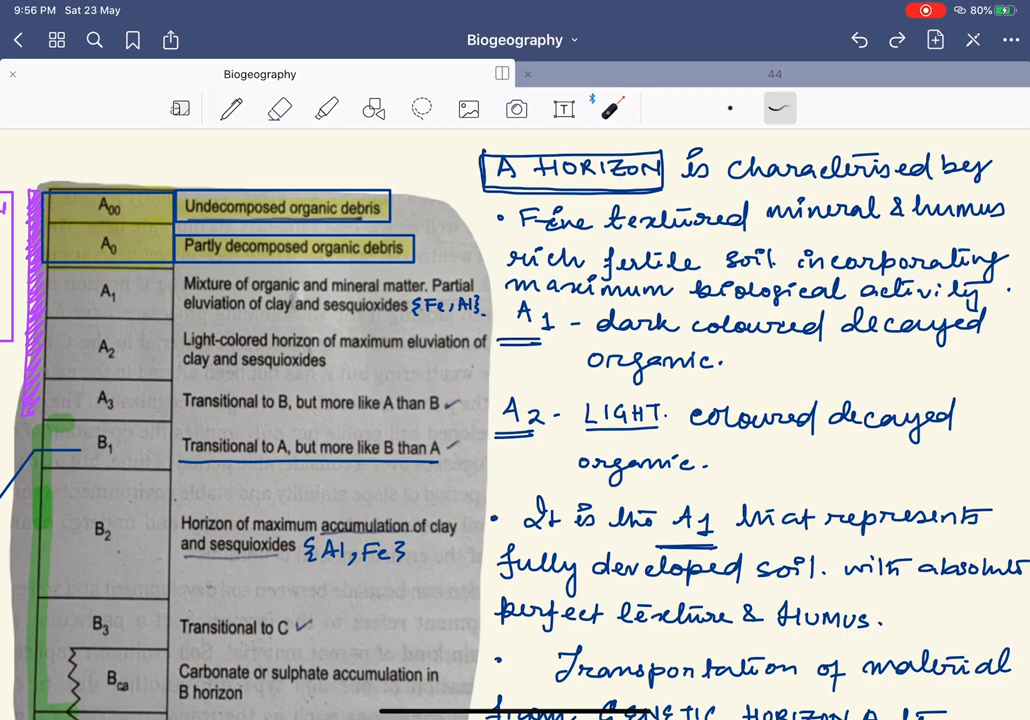 9:56 PM Sat 23 May
80%
Biogeography
Biogeography
44
A HORIZON is characterised by
• Fine textured mineral & humus
rich fertile soil incorporating
maximum biological activity.
A1 - dark coloured decayed
organic.
A2 - LIGHT. coloured decayed
organic.
• It is the A1 that represents
fully developed soil. with absolute
perfect texture & HUMUS.
• Transportation of material
from GENETIC HORIZON A to
A00 Undecomposed organic debris
A0 Partly decomposed organic debris
A1 Mixture of organic and mineral matter. Partial
eluviation of clay and sesquioxides {Fe, Al}.
A2 Light-colored horizon of maximum eluviation of
clay and sesquioxides
A3 Transitional to B, but more like A than B
B1 Transitional to A, but more like B than A
B2 Horizon of maximum accumulation of clay
and sesquioxides {Al, Fe}
B3 Transitional to C
Bca Carbonate or sulphate accumulation in
B horizon